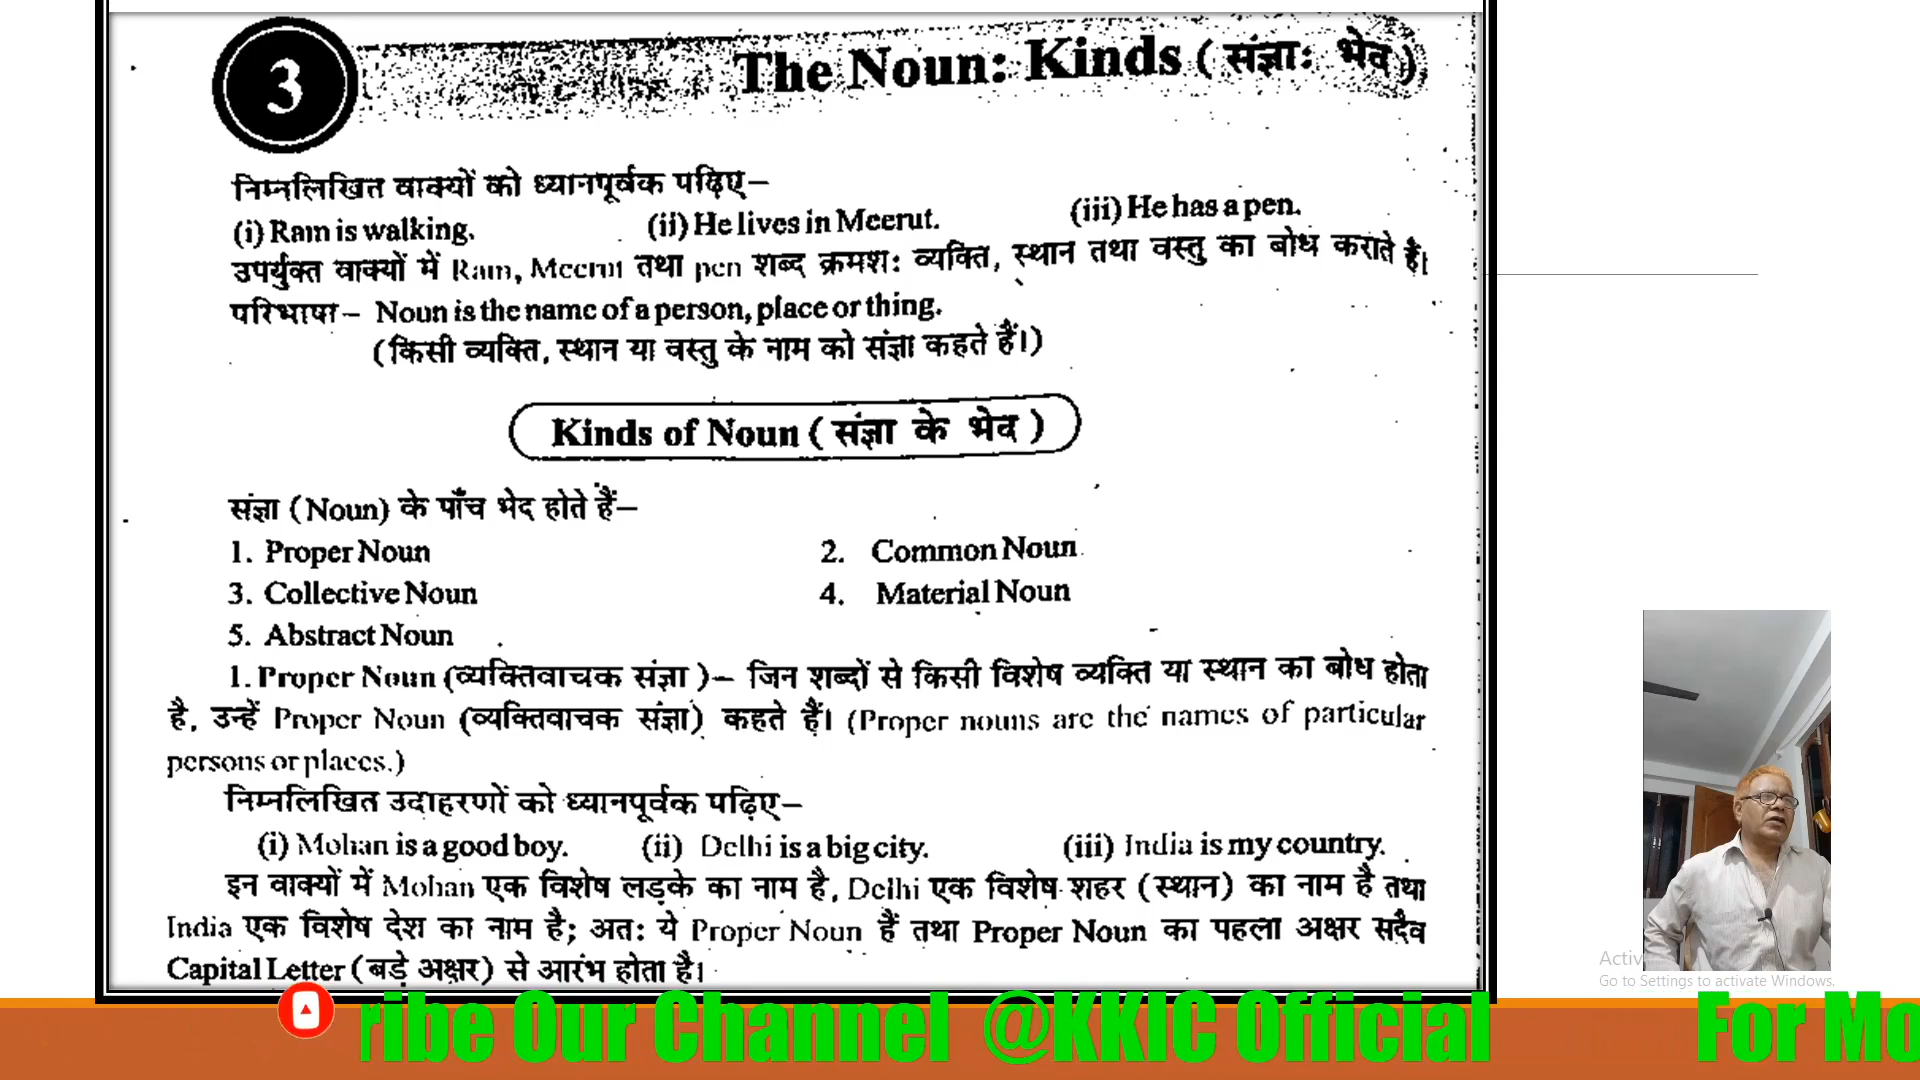 3
The Noun: Kinds (संज्ञाः भेद)
निम्नलिखित वाक्यों को ध्यानपूर्वक पढ़िए–
(i) Ram is walking. (ii) He lives in Meerut. (iii) He has a pen.
उपर्युक्त वाक्यों में Ram, Meerut तथा pen शब्द क्रमशः व्यक्ति, स्थान तथा वस्तु का बोध कराते हैं।
परिभाषा– Noun is the name of a person, place or thing.
(किसी व्यक्ति, स्थान या वस्तु के नाम को संज्ञा कहते हैं।)
Kinds of Noun (संज्ञा के भेद)
संज्ञा (Noun) के पाँच भेद होते हैं–
1. Proper Noun 2. Common Noun
3. Collective Noun 4. Material Noun
5. Abstract Noun
1. Proper Noun (व्यक्तिवाचक संज्ञा)– जिन शब्दों से किसी विशेष व्यक्ति या स्थान का बोध होता
है, उन्हें Proper Noun (व्यक्तिवाचक संज्ञा) कहते हैं। (Proper nouns are the names of particular
persons or places.)
निम्नलिखित उदाहरणों को ध्यानपूर्वक पढ़िए–
(i) Mohan is a good boy. (ii) Delhi is a big city. (iii) India is my country.
इन वाक्यों में Mohan एक विशेष लड़के का नाम है, Delhi एक विशेष शहर (स्थान) का नाम है तथा
India एक विशेष देश का नाम है; अतः ये Proper Noun हैं तथा Proper Noun का पहला अक्षर सदैव
Capital Letter (बड़े अक्षर) से आरंभ होता है।
Activ
Go to Settings to activate Windows.
ribe Our Channel @KKIC Official For Mo